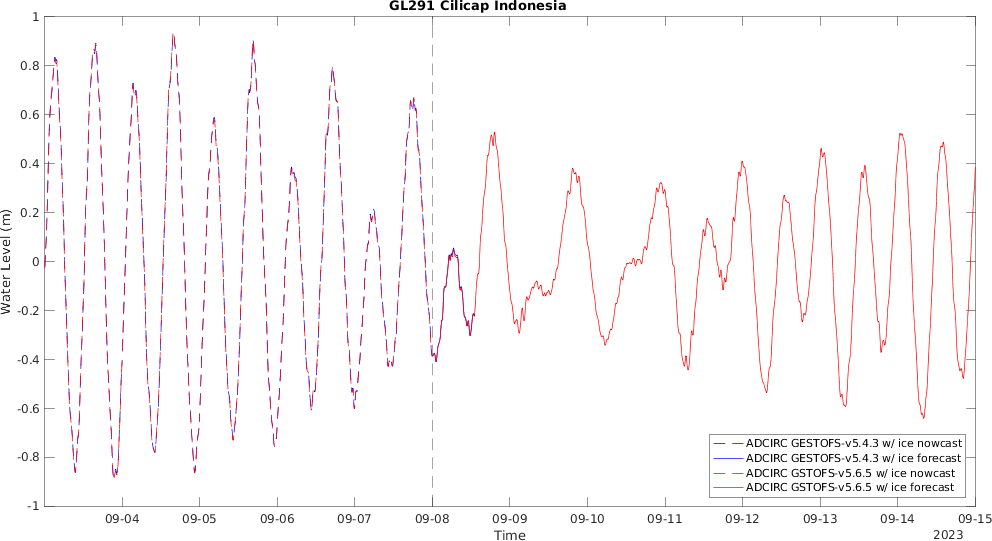 GL291 Cilicap Indonesia
1
0.8
0.6
0.4
0.2
0
-0.2
-0.4
-0.6
-0.8
-1
Water Level (m)
09-04 09-05 09-06 09-07 09-08 09-09 09-10 09-11 09-12 09-13 09-14 09-15
Time
2023
ADCIRC GESTOFS-v5.4.3 w/ ice nowcast
ADCIRC GESTOFS-v5.4.3 w/ ice forecast
ADCIRC GSTOFS-v5.6.5 w/ ice nowcast
ADCIRC GSTOFS-v5.6.5 w/ ice forecast